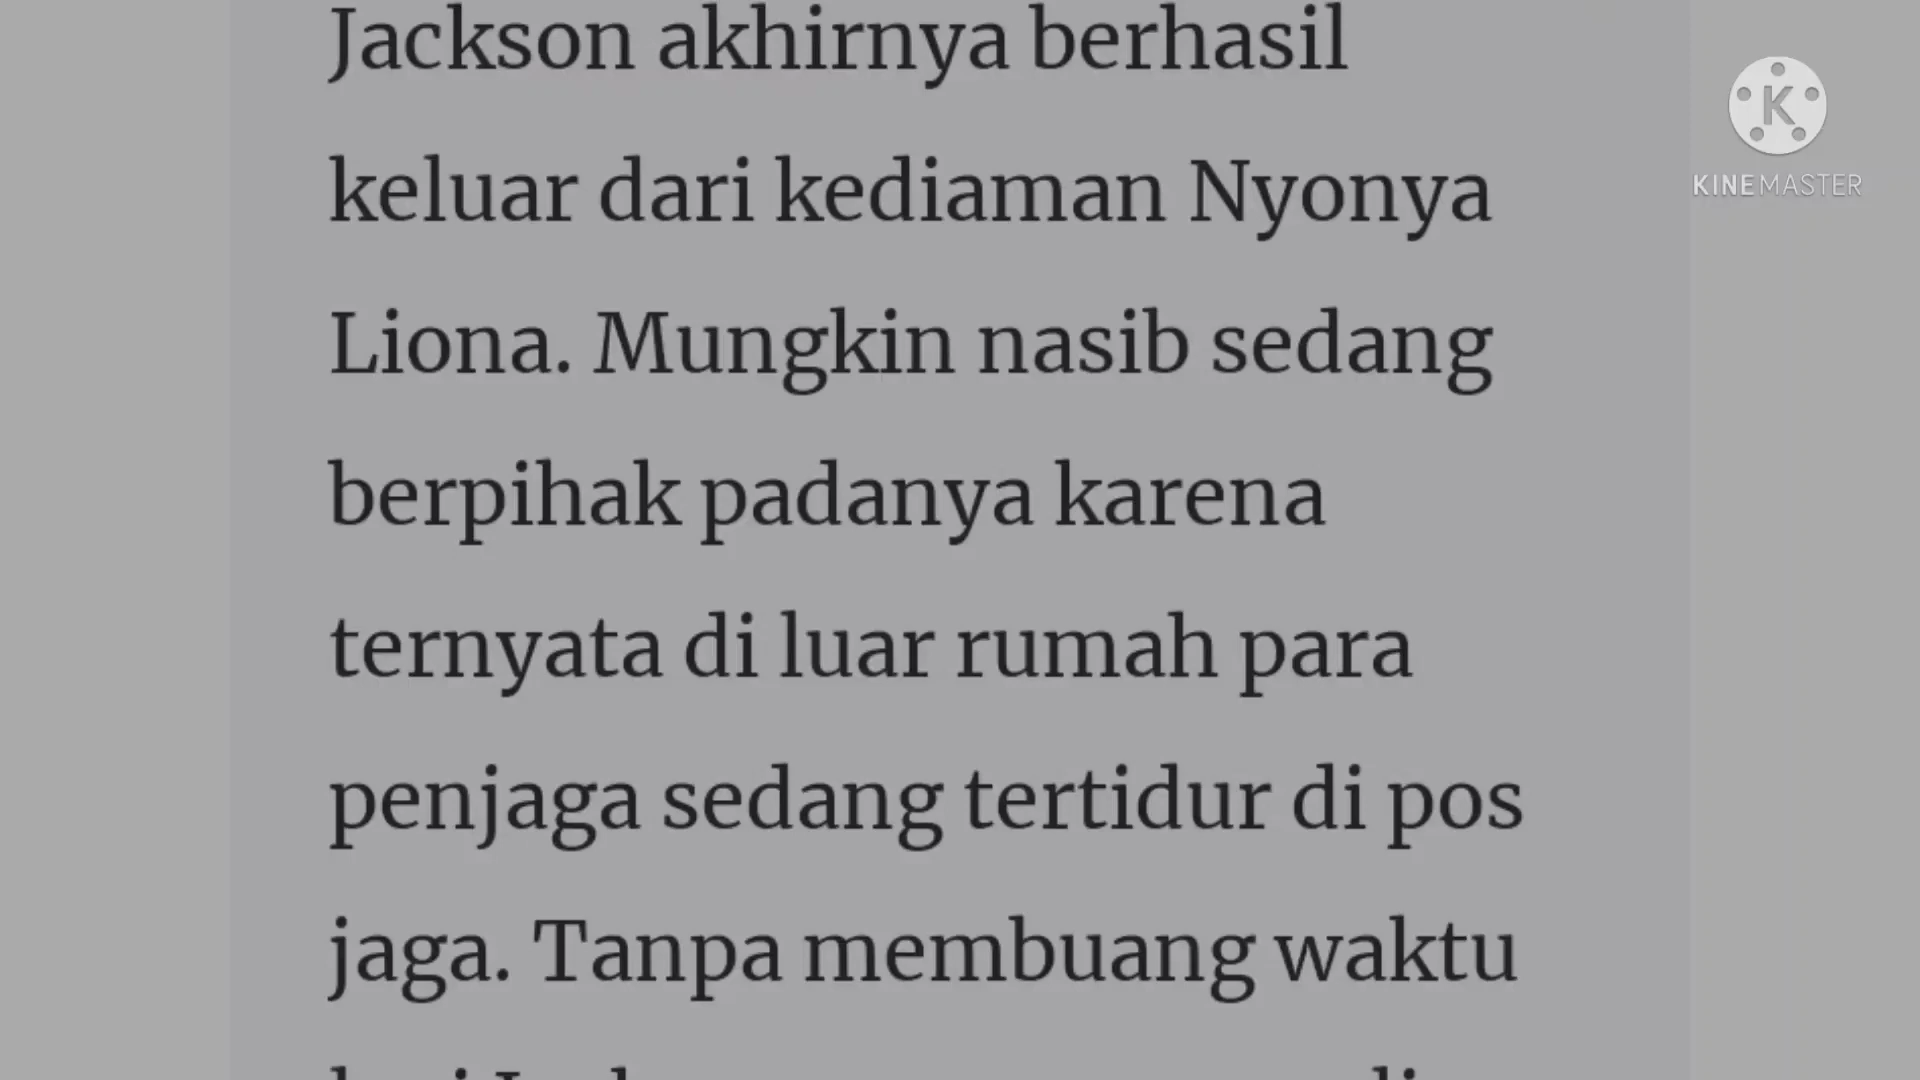 Jackson akhirnya berhasil
keluar dari kediaman Nyonya
Liona. Mungkin nasib sedang
berpihak padanya karena
ternyata di luar rumah para
penjaga sedang tertidur di pos
jaga. Tanpa membuang waktu
K
KINEMASTER